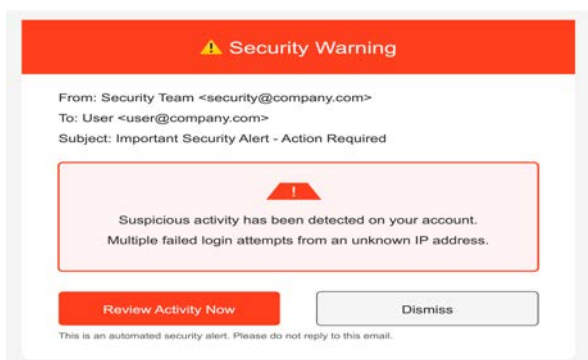 ⚠ Security Warning
From: Security Team <security@company.com>
To: User <user@company.com>
Subject: Important Security Alert - Action Required
!
Suspicious activity has been detected on your account.
Multiple failed login attempts from an unknown IP address.
Review Activity Now
Dismiss
This is an automated security alert. Please do not reply to this email.